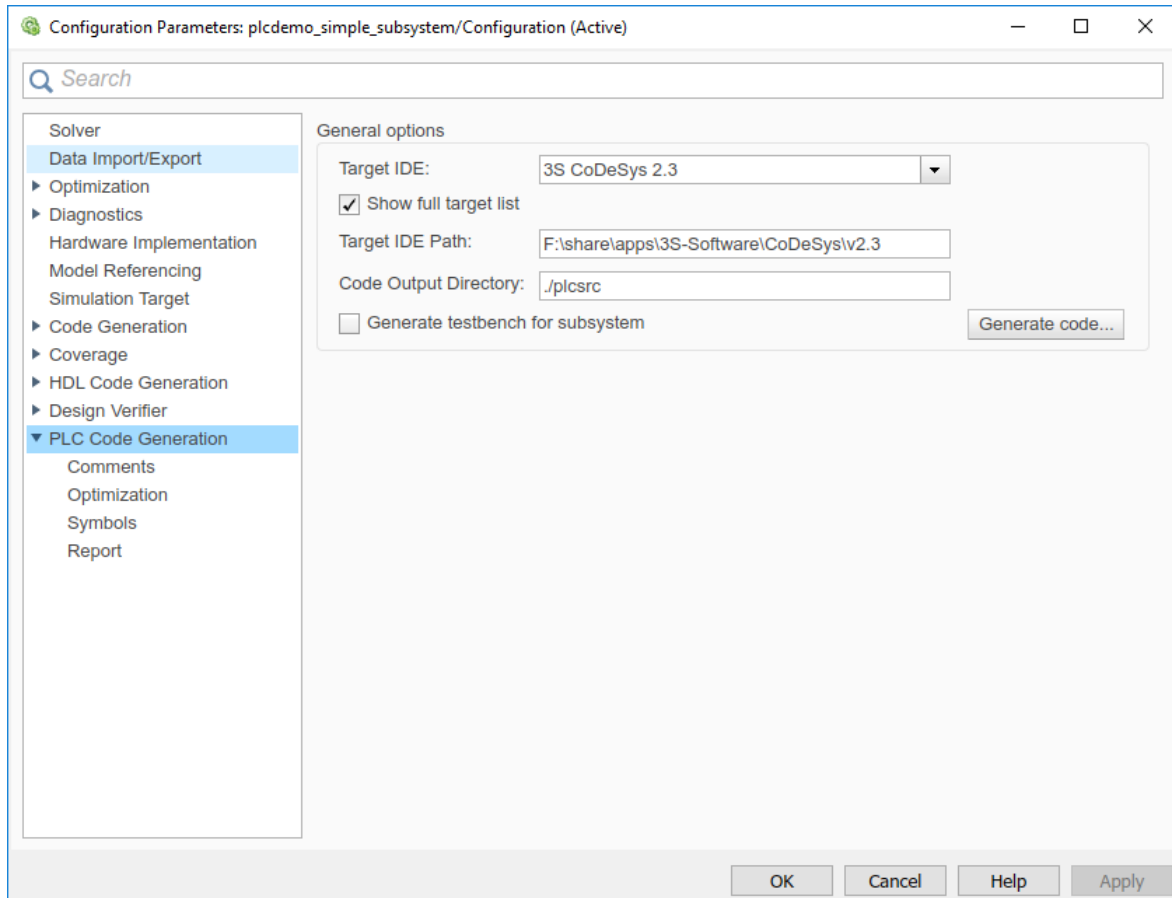 Configuration Parameters: plcdemo_simple_subsystem/Configuration (Active)
Search
Solver
Data Import/Export
Optimization
Diagnostics
Hardware Implementation
Model Referencing
Simulation Target
Code Generation
Coverage
HDL Code Generation
Design Verifier
PLC Code Generation
Comments
Optimization
Symbols
Report
General options
Target IDE: 3S CoDeSys 2.3
Show full target list
Target IDE Path: F:\share\apps\3S-Software\CoDeSys\v2.3
Code Output Directory: ./plcsrc
Generate testbench for subsystem Generate code...
OK Cancel Help Apply